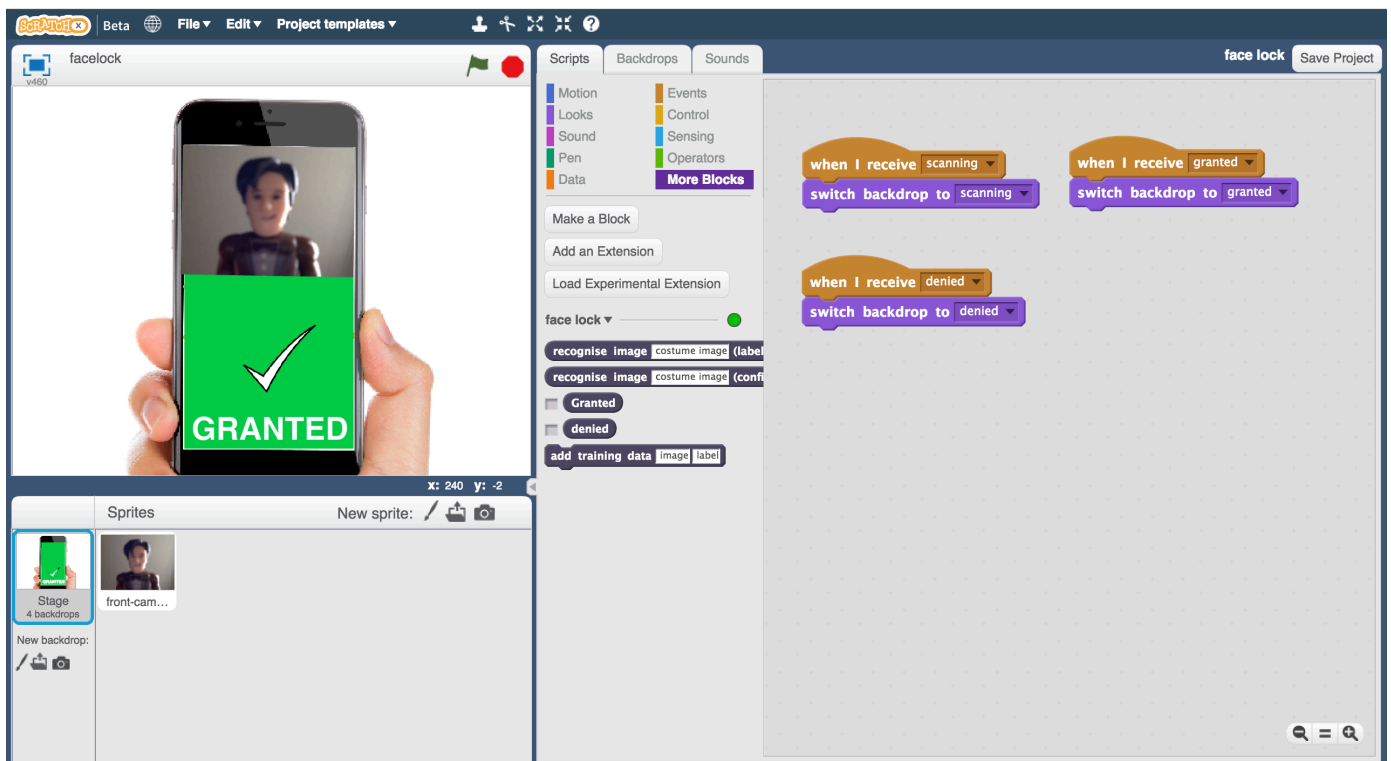 SCRATCHX Beta File Edit Project templates
v460
facelock
GRANTED
x: 240 y: -2
Sprites New sprite:
GRANTED
Stage
4 backdrops
front-cam...
New backdrop:
Scripts Backdrops Sounds
face lock Save Project
Motion Events
Looks Control
Sound Sensing
Pen Operators
Data More Blocks
Make a Block
Add an Extension
Load Experimental Extension
face lock
recognise image costume image (label
recognise image costume image (confi
Granted
denied
add training data image label
when I receive scanning
switch backdrop to scanning
when I receive granted
switch backdrop to granted
when I receive denied
switch backdrop to denied